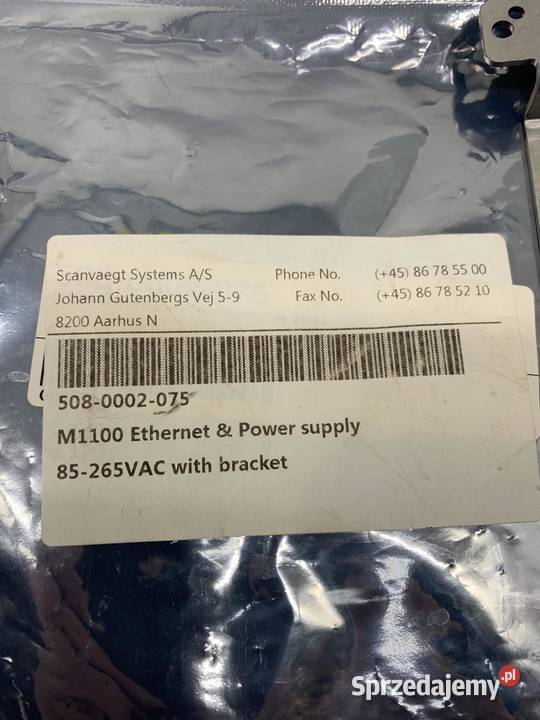 Scanvaegt Systems A/S Phone No. (+45) 86 78 55 00
Johann Gutenbergs Vej 5-9 Fax No. (+45) 86 78 52 10
8200 Aarhus N
508-0002-075
M1100 Ethernet & Power supply
85-265VAC with bracket
Sprzedajemy.pl